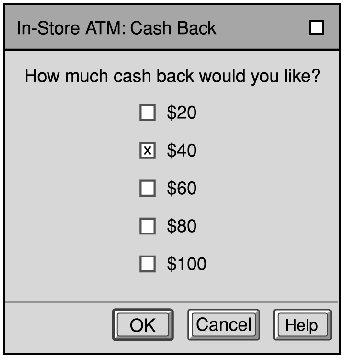 In-Store ATM: Cash Back
How much cash back would you like?
$20
x $40
$60
$80
$100
OK Cancel Help